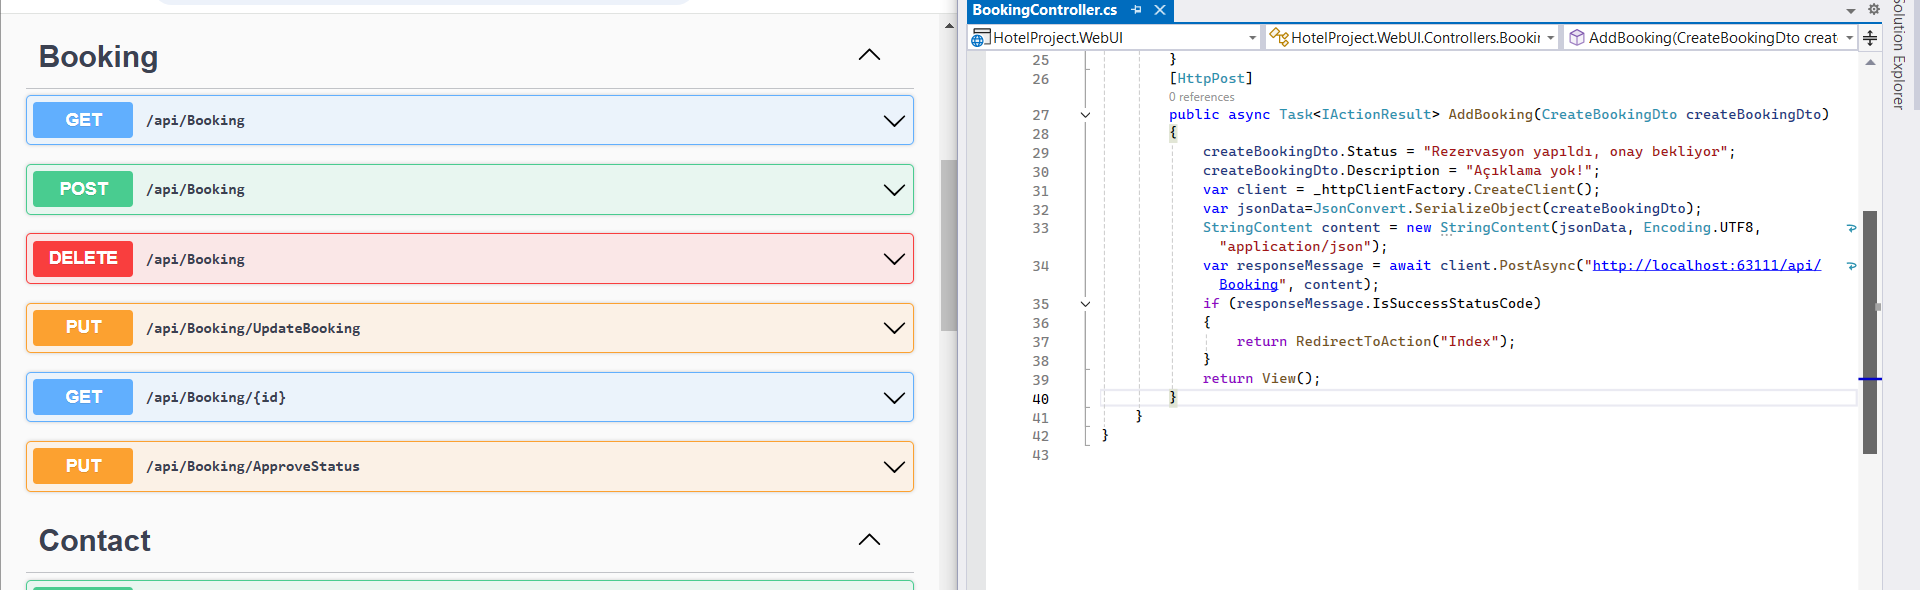 Booking
GET /api/Booking
POST /api/Booking
DELETE /api/Booking
PUT /api/Booking/UpdateBooking
GET /api/Booking/{id}
PUT /api/Booking/ApproveStatus
Contact
BookingController.cs
HotelProject.WebUI HotelProject.WebUI.Controllers.Bookin AddBooking(CreateBookingDto creat
Solution Explorer
25 }
26 [HttpPost]
0 references
27 public async Task<IActionResult> AddBooking(CreateBookingDto createBookingDto)
28 {
29 createBookingDto.Status = "Rezervasyon yapıldı, onay bekliyor";
30 createBookingDto.Description = "Açıklama yok!";
31 var client = _httpClientFactory.CreateClient();
32 var jsonData=JsonConvert.SerializeObject(createBookingDto);
33 StringContent content = new StringContent(jsonData, Encoding.UTF8,
"application/json");
34 var responseMessage = await client.PostAsync("http://localhost:63111/api/
Booking", content);
35 if (responseMessage.IsSuccessStatusCode)
36 {
37 return RedirectToAction("Index");
38 }
39 return View();
40 }
41 }
42 }
43